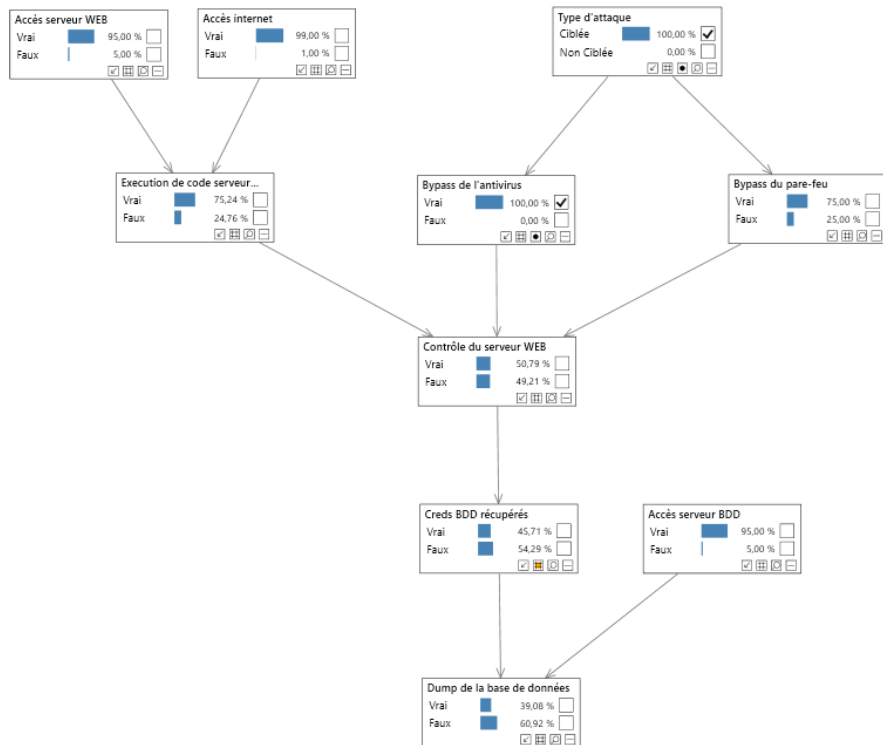 Accès serveur WEB
Vrai 95,00 %
Faux 5,00 %
Accès internet
Vrai 99,00 %
Faux 1,00 %
Type d'attaque
Ciblée 100,00 %
Non Ciblée 0,00 %
Execution de code serveur...
Vrai 75,24 %
Faux 24,76 %
Bypass de l'antivirus
Vrai 100,00 %
Faux 0,00 %
Bypass du pare-feu
Vrai 75,00 %
Faux 25,00 %
Contrôle du serveur WEB
Vrai 50,79 %
Faux 49,21 %
Creds BDD récupérés
Vrai 45,71 %
Faux 54,29 %
Accès serveur BDD
Vrai 95,00 %
Faux 5,00 %
Dump de la base de données
Vrai 39,08 %
Faux 60,92 %